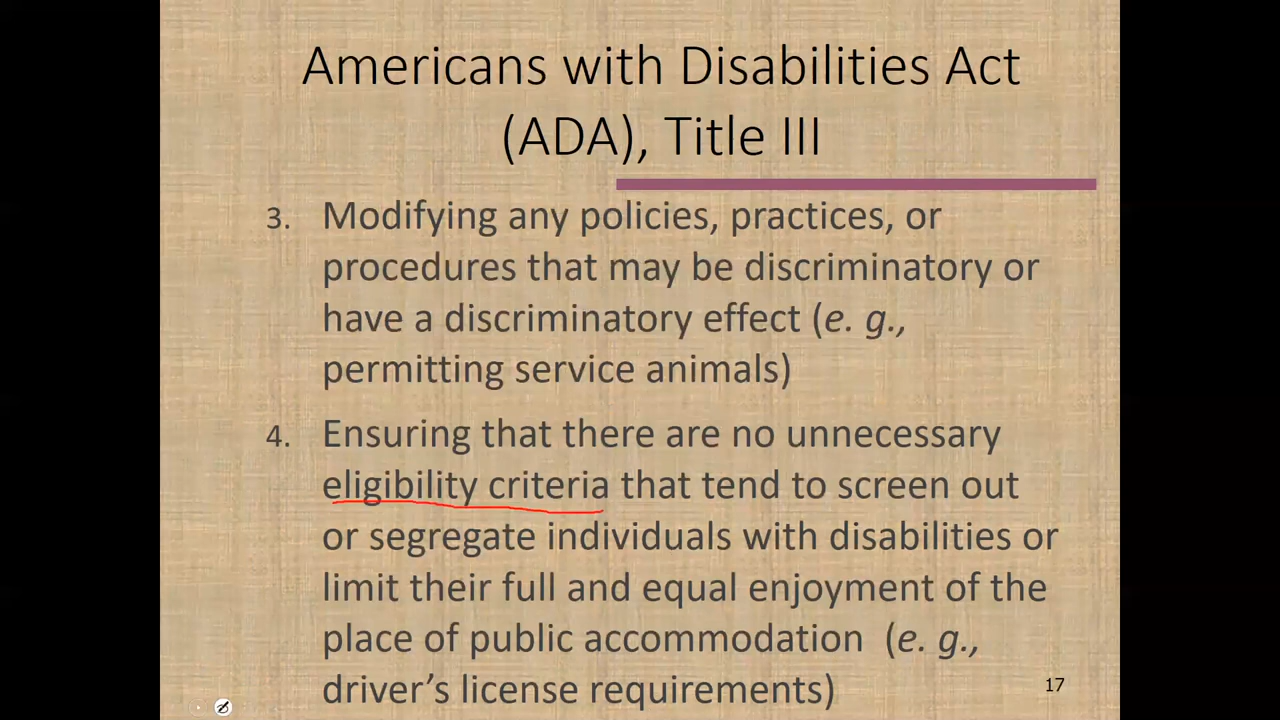 Americans with Disabilities Act
(ADA), Title III
3. Modifying any policies, practices, or
procedures that may be discriminatory or
have a discriminatory effect (e. g.,
permitting service animals)
4. Ensuring that there are no unnecessary
eligibility criteria that tend to screen out
or segregate individuals with disabilities or
limit their full and equal enjoyment of the
place of public accommodation (e. g.,
driver’s license requirements)
17